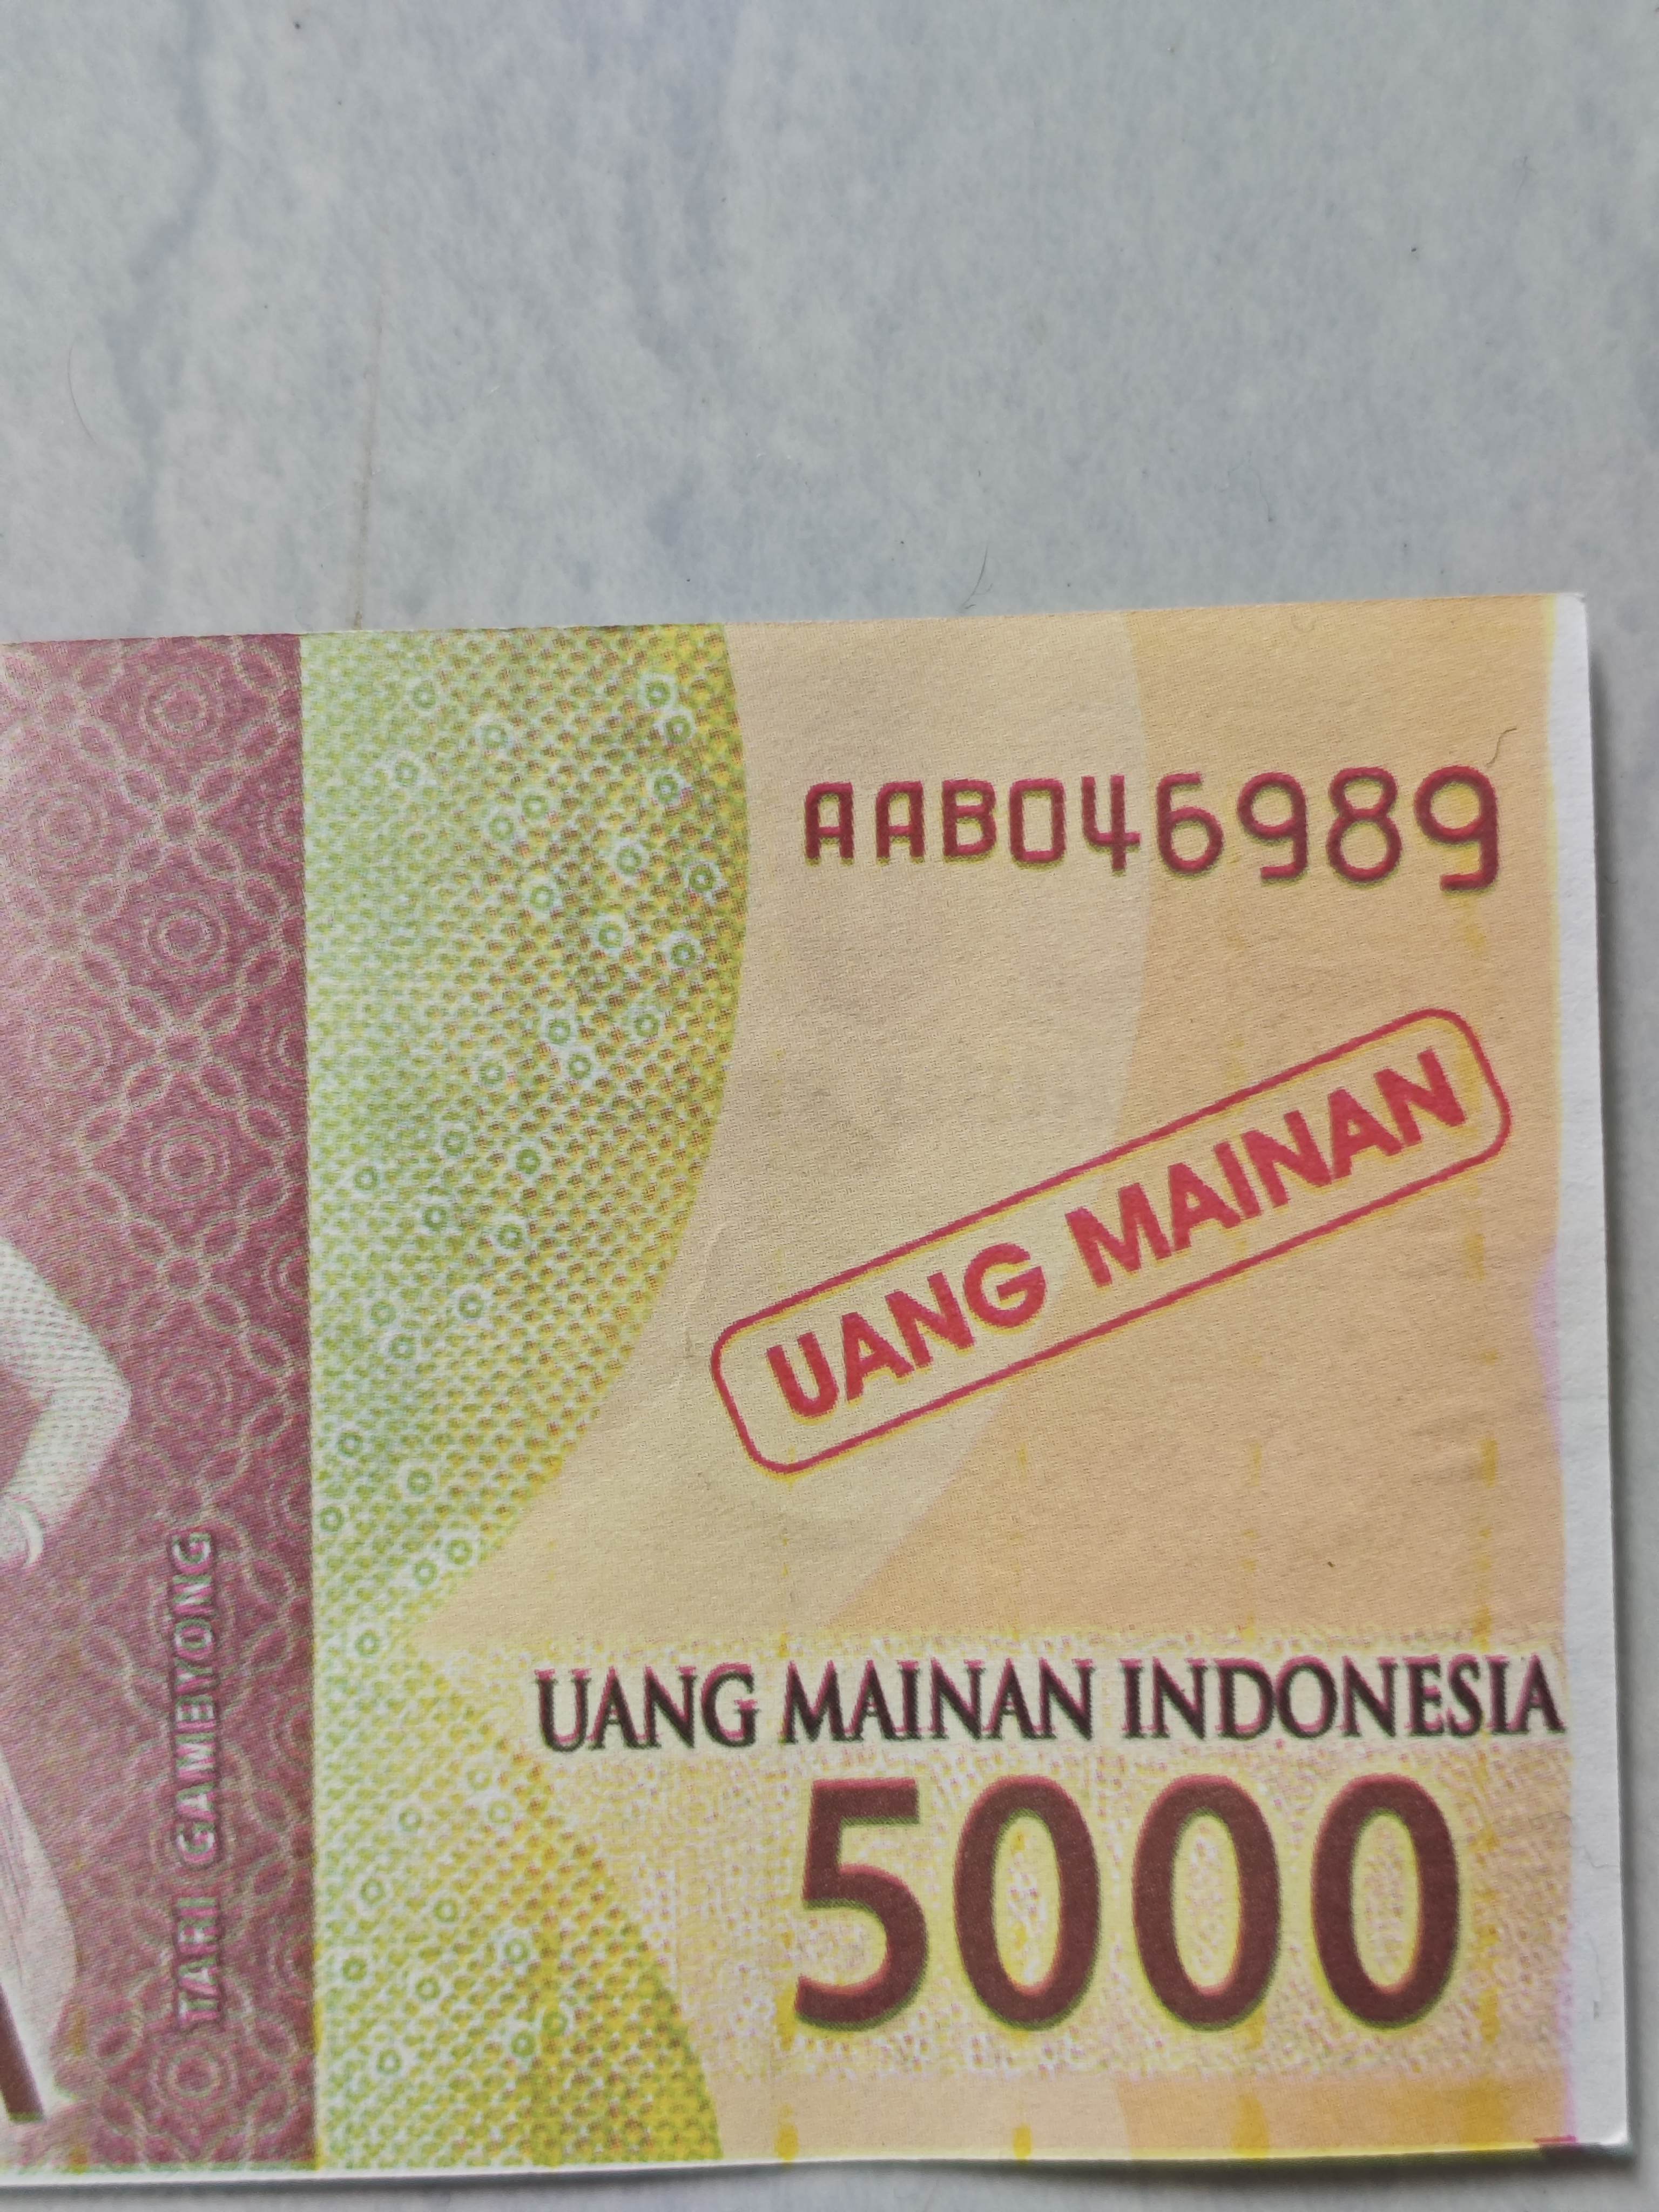 AAB046989
UANG MAINAN
TARI GAMBYONG
UANG MAINAN INDONESIA
5000